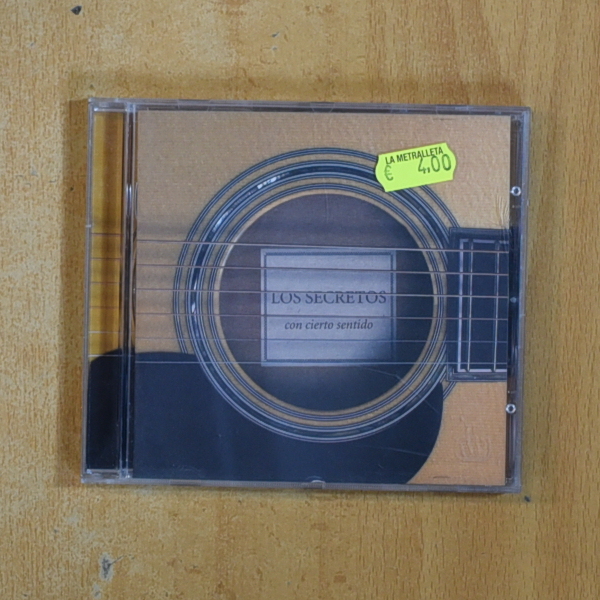 LA METRALLETA
€ 4,00
LOS SECRETOS
con cierto sentido